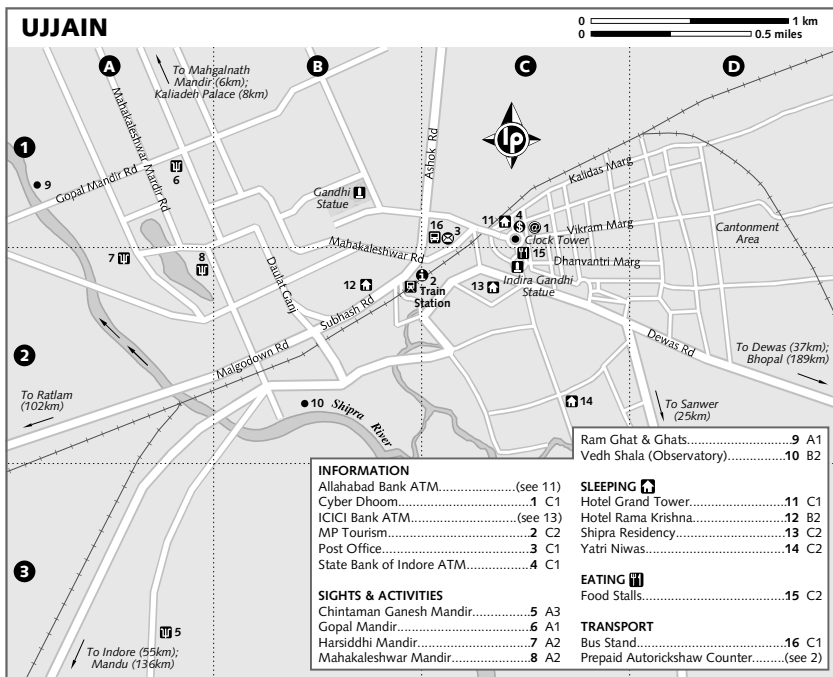 UJJAIN
0 1 km
0 0.5 miles
A
B
C
D
1
2
3
To Mahgalnath
Mandir (6km);
Kaliadeh Palace (8km)
Mahakaleshwar Mardir Rd
Gopal Mandir Rd
9
6
Gandhi
Statue
Ashok Rd
lp
Kalidas Marg
11
4
1
Vikram Marg
16
3
Clock Tower
Cantonment
Area
Mahakaleshwar Rd
15
Dhanvantri Marg
7
8
Daulat Ganj
12
2
Train
Station
13
Indira Gandhi
Statue
Subhash Rd
Malgodown Rd
Dewas Rd
To Dewas (37km);
Bhopal (189km)
To Ratlam
(102km)
10
Shipra River
14
To Sanwer
(25km)
5
To Indore (55km);
Mandu (136km)
INFORMATION
Allahabad Bank ATM......................(see 11)
Cyber Dhoom..................................1 C1
ICICI Bank ATM............................(see 13)
MP Tourism.....................................2 C2
Post Office.......................................3 C1
State Bank of Indore ATM...............4 C1
SIGHTS & ACTIVITIES
Chintaman Ganesh Mandir..............5 A3
Gopal Mandir..................................6 A1
Harsiddhi Mandir............................7 A2
Mahakaleshwar Mandir...................8 A2
Ram Ghat & Ghats..........................9 A1
Vedh Shala (Observatory)..............10 B2
SLEEPING
Hotel Grand Tower........................11 C1
Hotel Rama Krishna.......................12 B2
Shipra Residency...........................13 C2
Yatri Niwas...................................14 C2
EATING
Food Stalls....................................15 C2
TRANSPORT
Bus Stand.....................................16 C1
Prepaid Autorickshaw Counter.........(see 2)